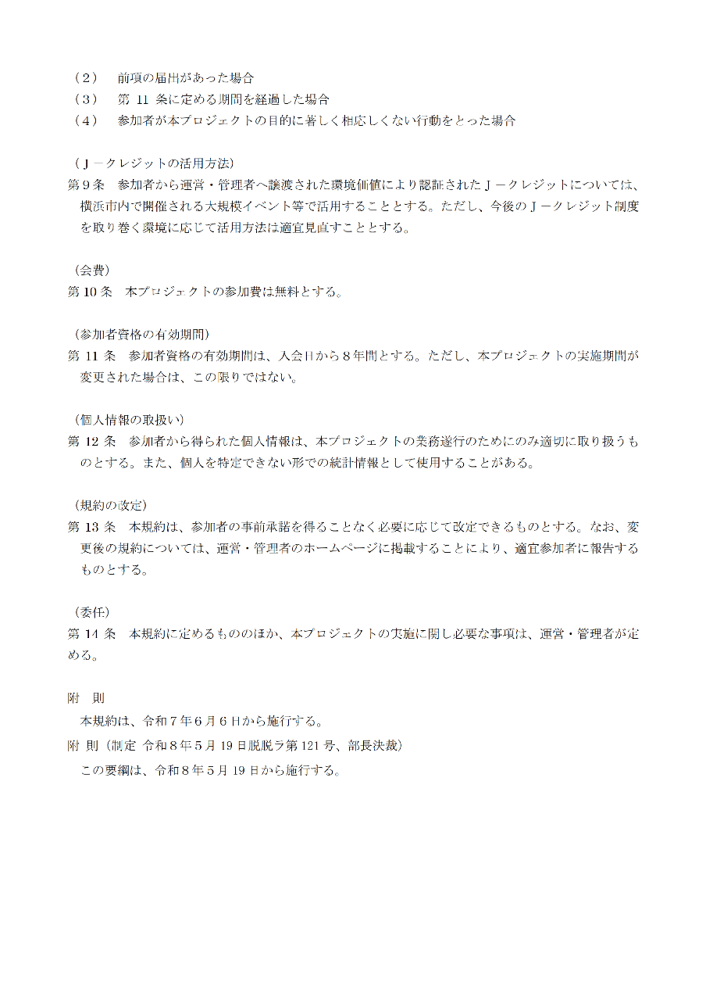 （２）　前項の届出があった場合
（３）　第 11 条に定める期間を経過した場合
（４）　参加者が本プロジェクトの目的に著しく相応しくない行動をとった場合
（Ｊ－クレジットの活用方法）
第９条　参加者から運営・管理者へ譲渡された環境価値により認証されたＪ－クレジットについては、
横浜市内で開催される大規模イベント等で活用することとする。ただし、今後のＪ－クレジット制度
を取り巻く環境に応じて活用方法は適宜見直すこととする。
（会費）
第 10 条　本プロジェクトの参加費は無料とする。
（参加者資格の有効期間）
第 11 条　参加者資格の有効期間は、入会日から８年間とする。ただし、本プロジェクトの実施期間が
変更された場合は、この限りではない。
（個人情報の取扱い）
第 12 条　参加者から得られた個人情報は、本プロジェクトの業務遂行のためにのみ適切に取り扱うも
のとする。また、個人を特定できない形での統計情報として使用することがある。
（規約の改定）
第 13 条　本規約は、参加者の事前承諾を得ることなく必要に応じて改定できるものとする。なお、変
更後の規約については、運営・管理者のホームページに掲載することにより、適宜参加者に報告する
ものとする。
（委任）
第 14 条　本規約に定めるもののほか、本プロジェクトの実施に関し必要な事項は、運営・管理者が定
める。
附　則
本規約は、令和７年６月６日から施行する。
附 則（制定 令和８年５月 19 日脱脱ラ第 121 号、部長決裁）
この要綱は、令和８年５月 19 日から施行する。